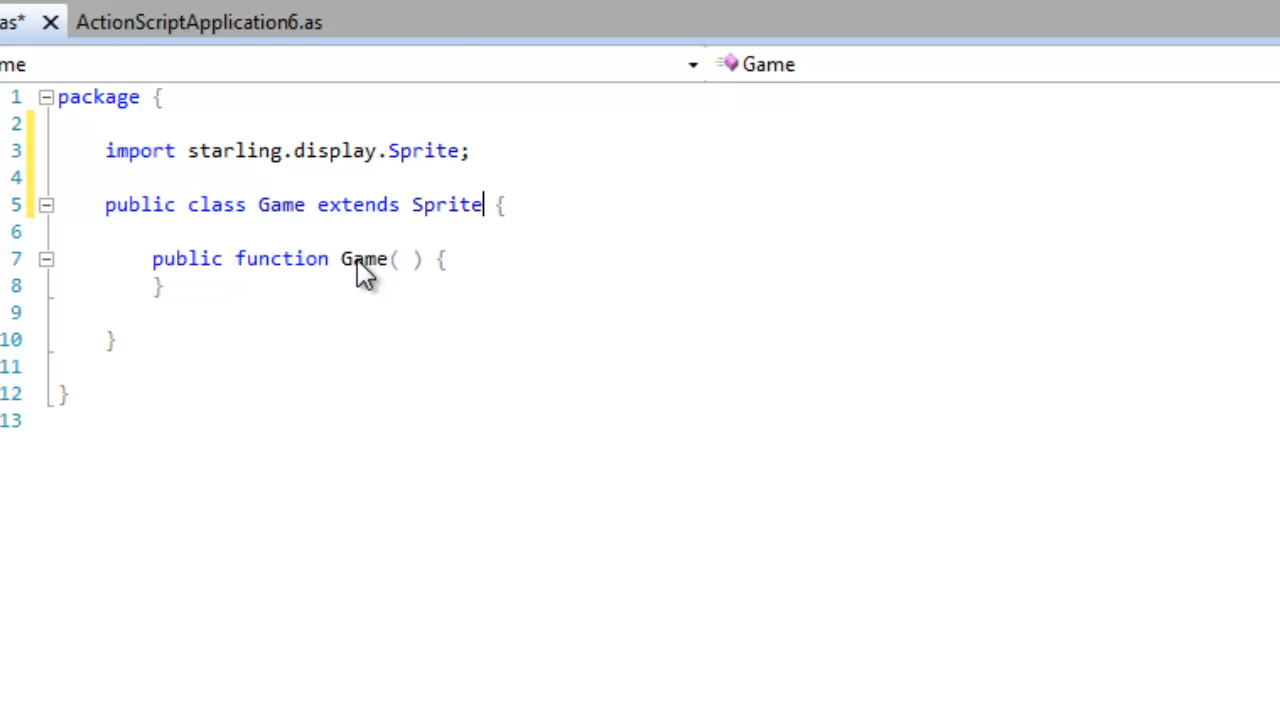 as* ActionScriptApplication6.as
me Game
1 package {
2
3 import starling.display.Sprite;
4
5 public class Game extends Sprite {
6
7 public function Game( ) {
8 }
9
10 }
11
12 }
13